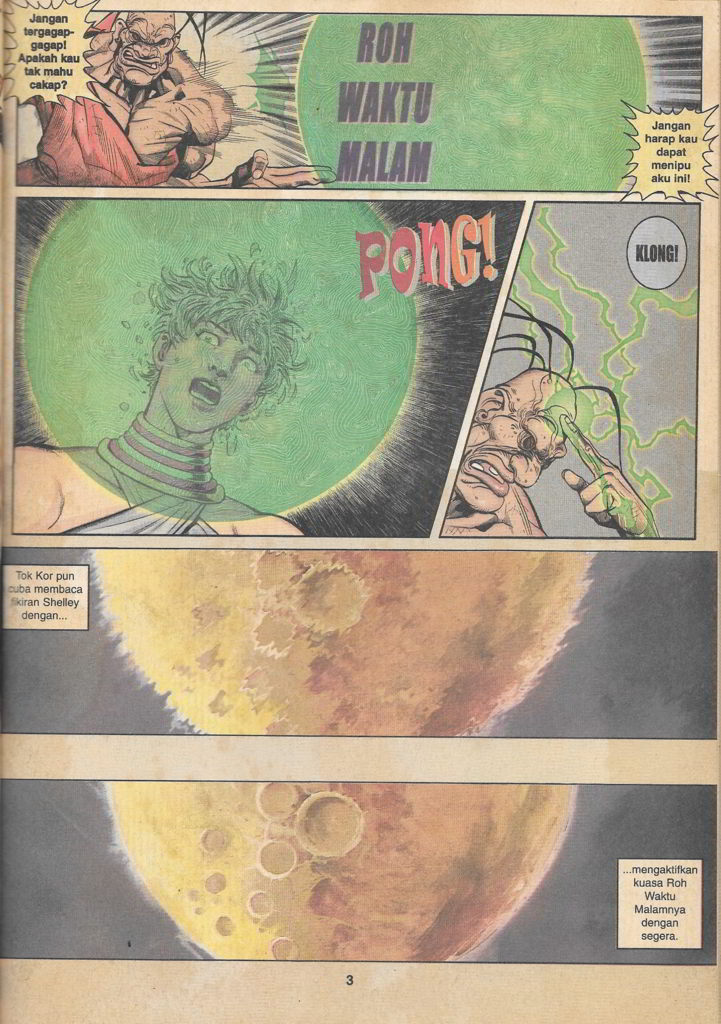 Jangan
tergagap-
gagap!
Apakah kau
tak mahu
cakap?
ROH
WAKTU
MALAM
Jangan
harap kau
dapat
menipu
aku ini!
PONG!
KLONG!
Tok Kor pun
cuba membaca
fikiran Shelley
dengan...
...mengaktifkan
kuasa Roh
Waktu
Malamnya
dengan
segera.
3